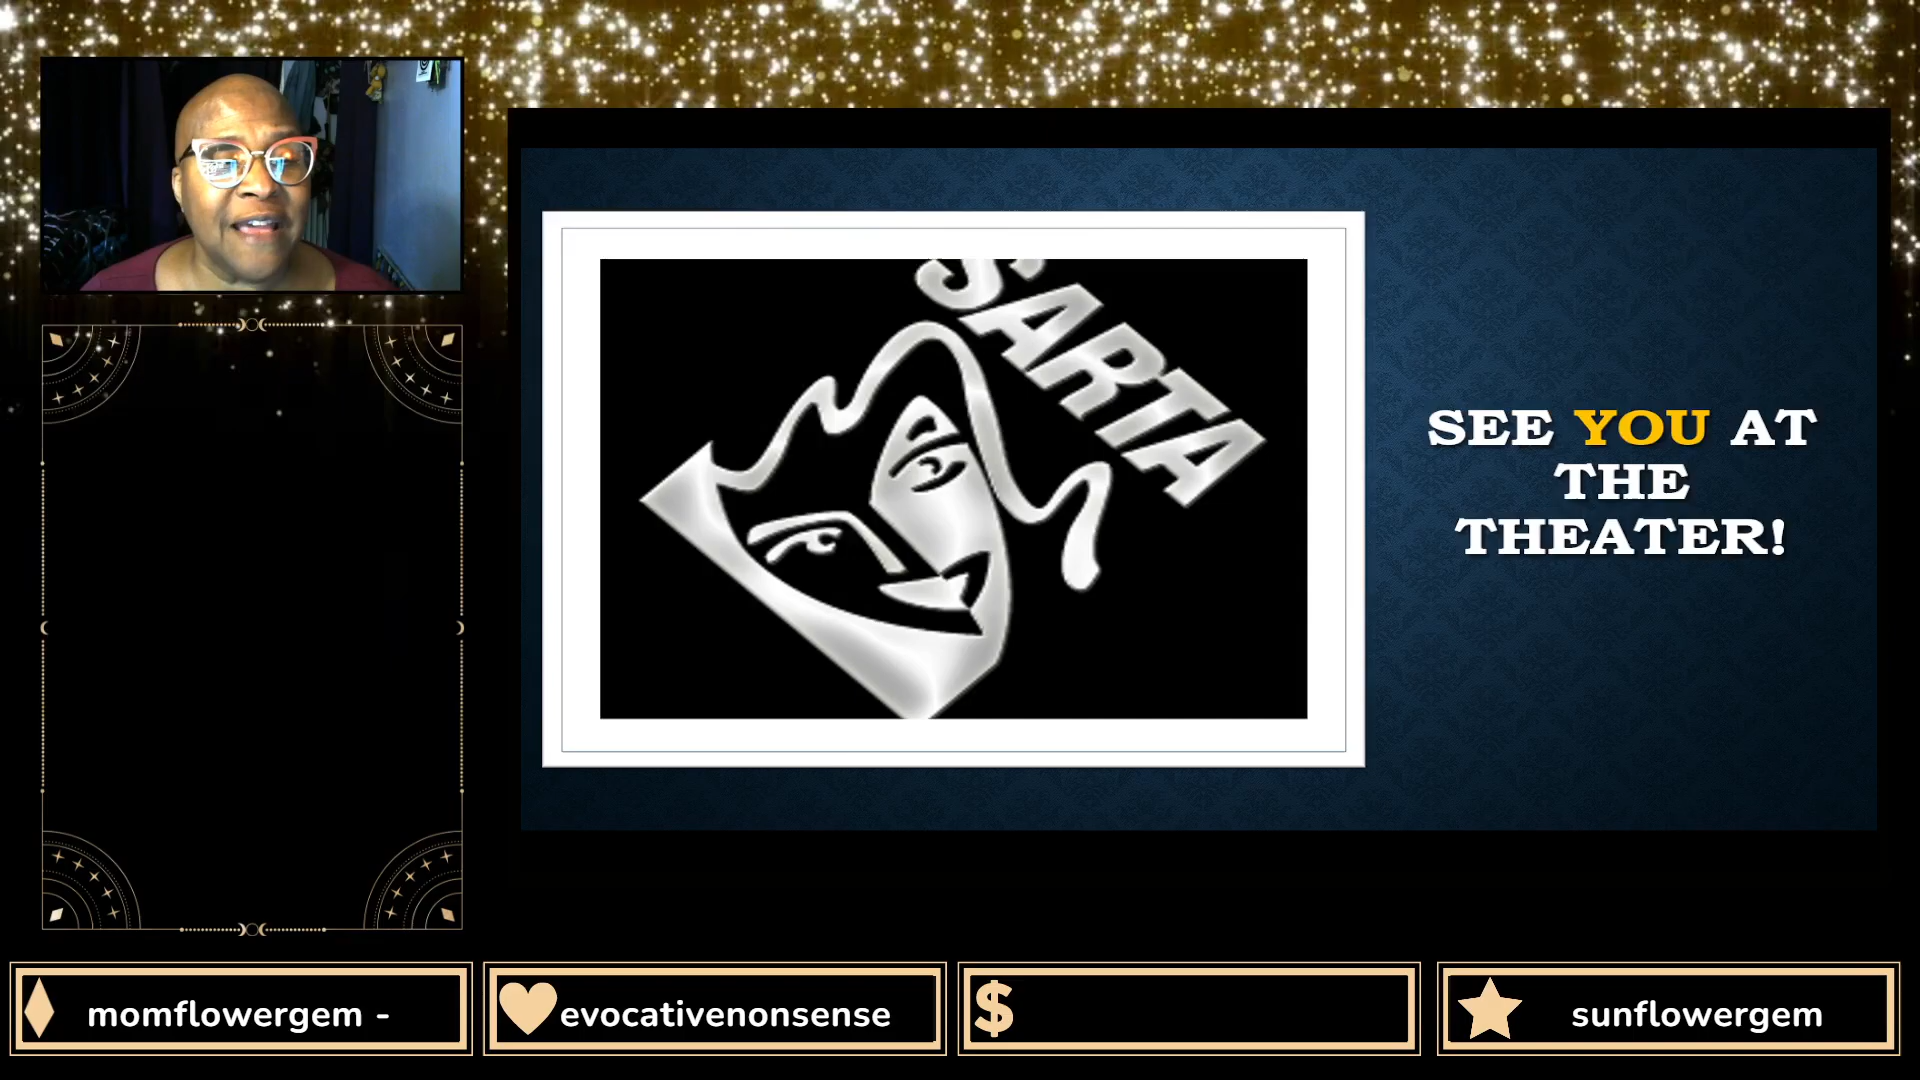 SARTA
SEE YOU AT
THE
THEATER!
momflowergem -
evocativenonsense
$
sunflowergem